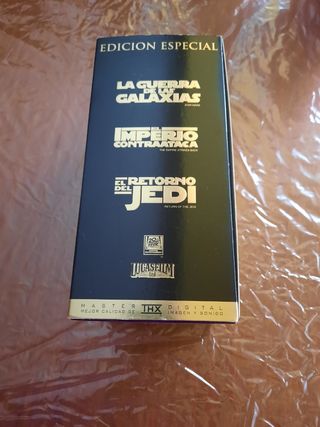 EDICION ESPECIAL
LA GUERRA
DE LAS
GALAXIAS
STAR WARS
EL
IMPERIO
CONTRAATACA
THE EMPIRE STRIKES BACK
EL RETORNO
DEL JEDI
RETURN OF THE JEDI
LUCASFILM
LTD
MASTER THX DIGITAL
MEJOR CALIDAD DE IMAGEN Y SONIDO